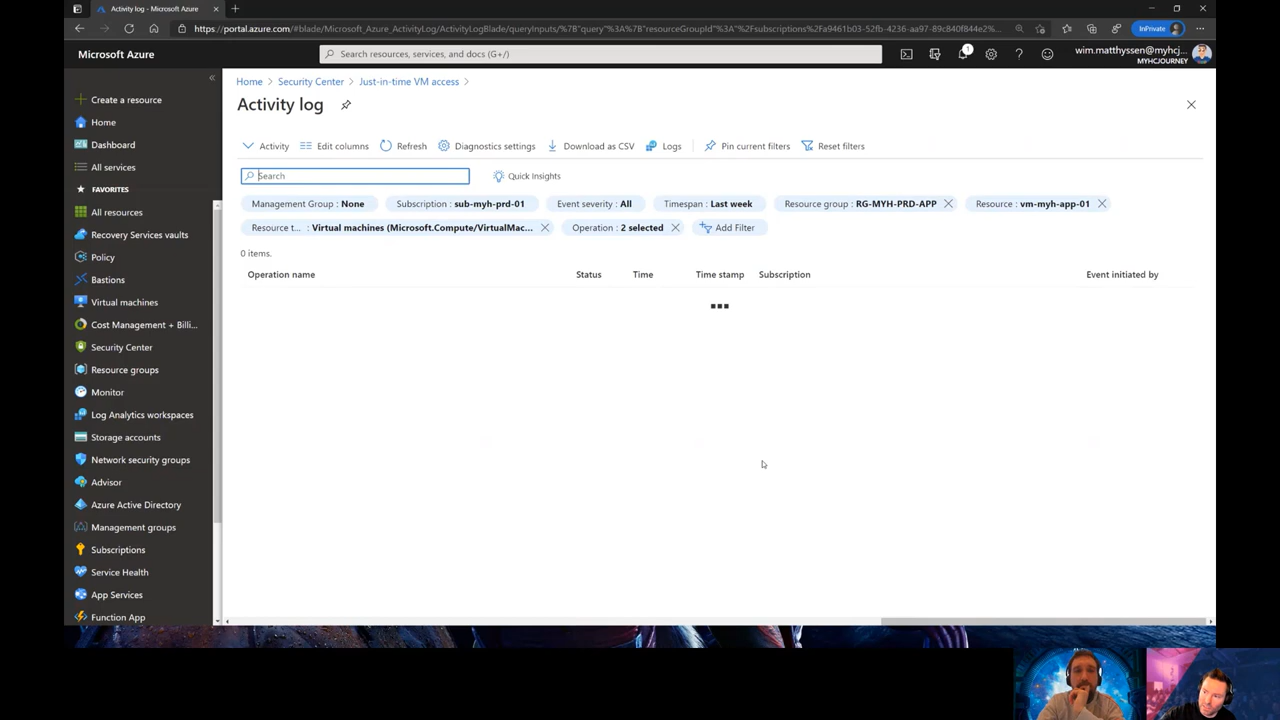 Activity log - Microsoft Azure
https://portal.azure.com/#blade/Microsoft_Azure_ActivityLog/ActivityLogBlade/queryInputs/%7B"query"%3A%7B"resourceGroupId"%3A"%2Fsubscriptions%2Fa9461b03-52fb-4236-aa97-89374c369a2c%...
InPrivate
Microsoft Azure
Search resources, services, and docs (G+/)
1
wim.matthyssen@myhcj...
MYHCJOURNEY
Home > Security Center > Just-in-time VM access >
Activity log
Create a resource
Home
Dashboard
All services
FAVORITES
All resources
Recovery Services vaults
Policy
Bastions
Virtual machines
Cost Management + Billi...
Security Center
Resource groups
Monitor
Log Analytics workspaces
Storage accounts
Network security groups
Advisor
Azure Active Directory
Management groups
Subscriptions
Service Health
App Services
Function App
Activity Edit columns Refresh Diagnostics settings Download as CSV Logs Pin current filters Reset filters
Search Quick Insights
Management Group : None Subscription : sub-myh-prd-01 Event severity : All Timespan : Last week Resource group : RG-MYH-PRD-APP Resource : vm-myh-app-01
Resource t... : Virtual machines (Microsoft.Compute/VirtualMac... Operation : 2 selected Add Filter
0 items.
Operation name Status Time Time stamp Subscription Event initiated by